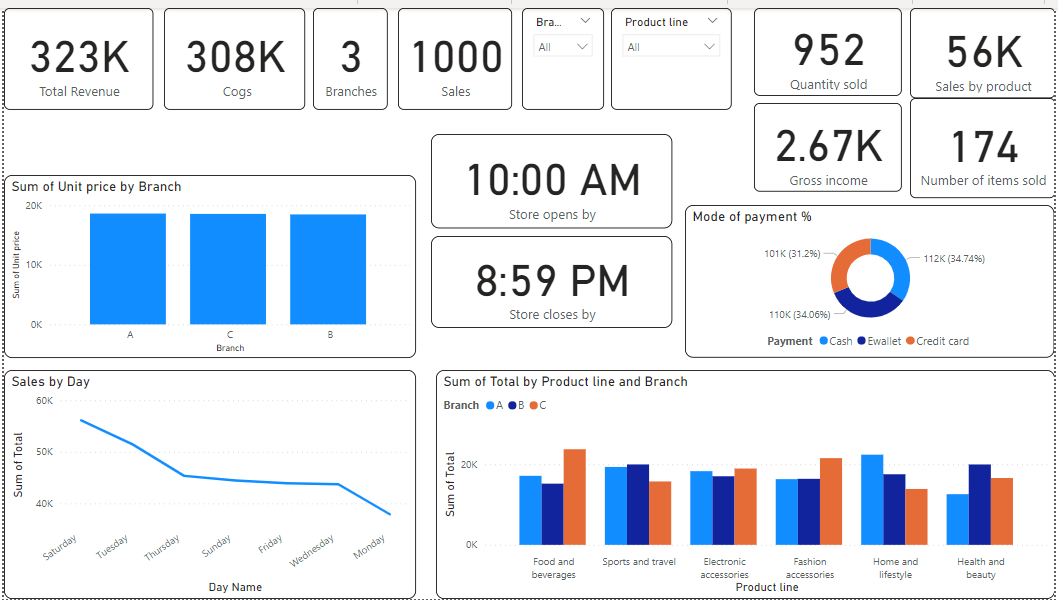 323K
Total Revenue
308K
Cogs
3
Branches
1000
Sales
Bra...
All
Product line
All
952
Quantity sold
56K
Sales by product
2.67K
Gross income
174
Number of items sold
10:00 AM
Store opens by
8:59 PM
Store closes by
Sum of Unit price by Branch
Sum of Unit price
20K
10K
0K
A
C
B
Branch
Mode of payment %
101K (31.2%)
112K (34.74%)
110K (34.06%)
Payment Cash Ewallet Credit card
Sales by Day
Sum of Total
60K
50K
40K
Saturday
Tuesday
Thursday
Sunday
Friday
Wednesday
Monday
Day Name
Sum of Total by Product line and Branch
Branch A B C
Sum of Total
20K
0K
Food and
beverages
Sports and travel
Electronic
accessories
Fashion
accessories
Home and
lifestyle
Health and
beauty
Product line